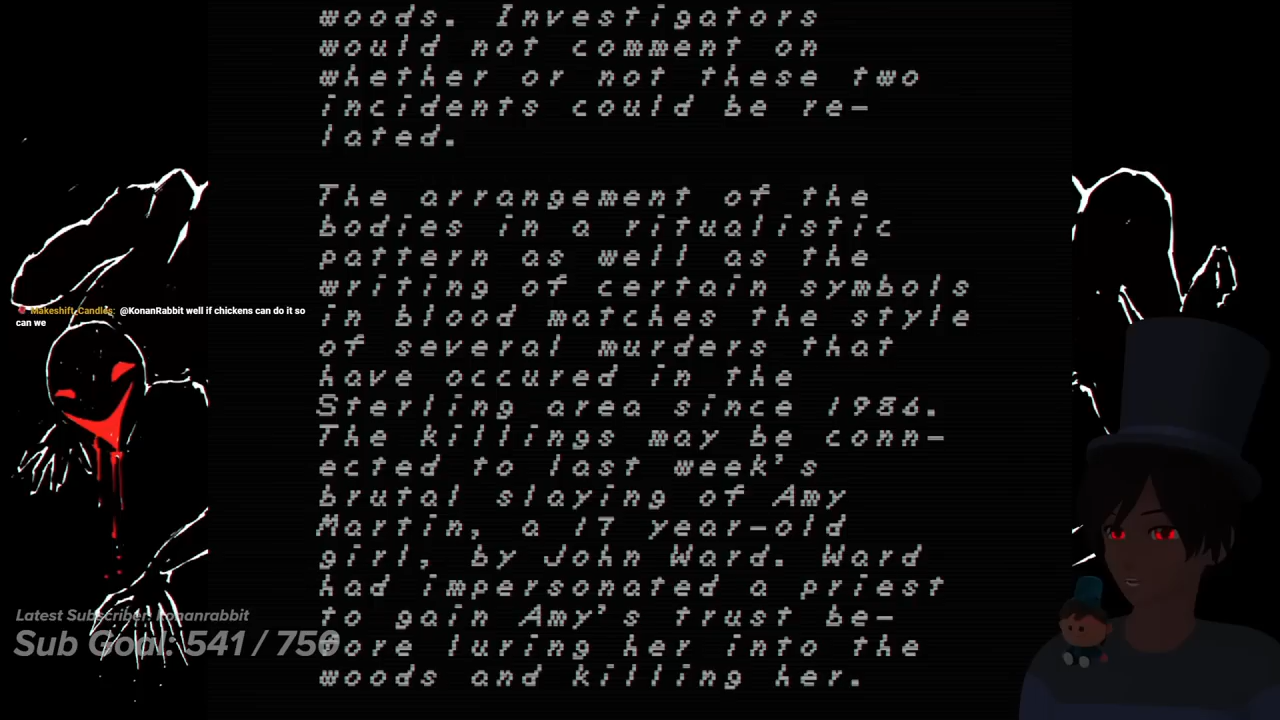 woods. Investigators
would not comment on
whether or not these two
incidents could be re-
lated.
The arrangement of the
bodies in a ritualistic
pattern as well as the
writing of certain symbols
in blood matches the style
of several murders that
have occured in the
Sterling area since 1986.
The killings may be conn-
ected to last week's
brutal slaying of Amy
Martin, a 17 year-old
girl, by John Ward. Ward
had impersonated a priest
to gain Amy's trust be-
fore luring her into the
woods and killing her.
Makeshift-Candles: @KonanRabbit well if chickens can do it so
can we
Latest Subscriber: konanrabbit
Sub Goal: 541 / 750